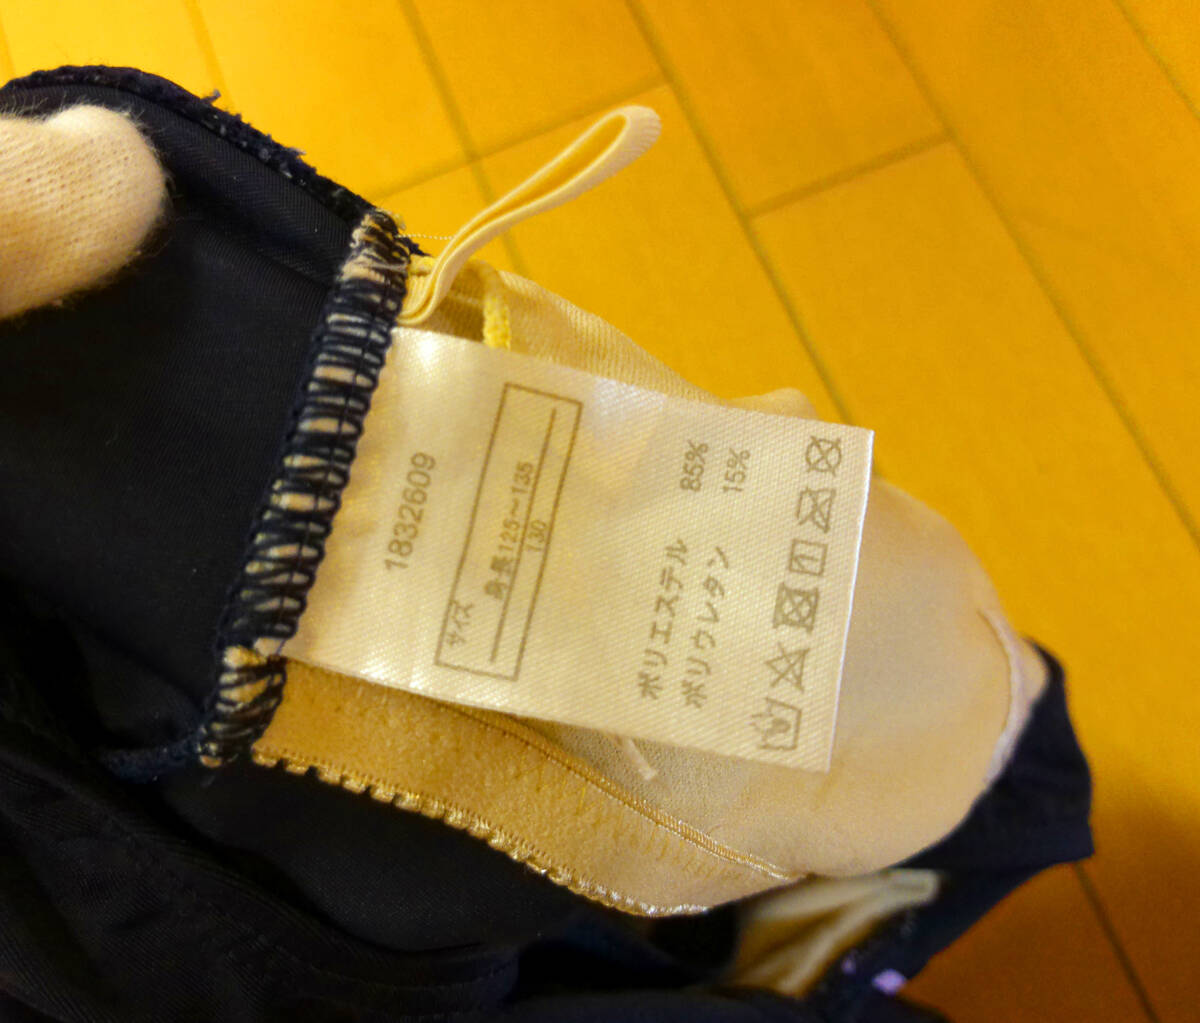 1832609
サイズ
身長125～135
130
ポリエステル 85%
ポリウレタン 15%